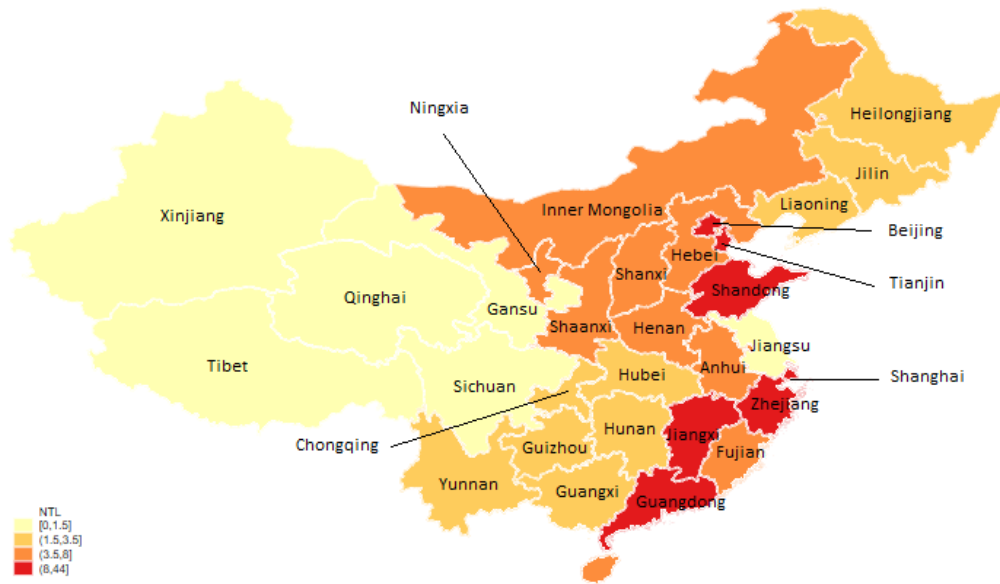 Ningxia
Heilongjiang
Jilin
Xinjiang
Inner Mongolia
Liaoning
Beijing
Hebei
Shanxi
Tianjin
Qinghai
Shandong
Gansu
Shaanxi
Henan
Jiangsu
Tibet
Anhui
Hubei
Shanghai
Sichuan
Zhejiang
Chongqing
Hunan
Jiangxi
Guizhou
Fujian
Yunnan
Guangxi
Guangdong
NTL
[0,1.5]
(1.5,3.5]
(3.5,8]
(8,44]